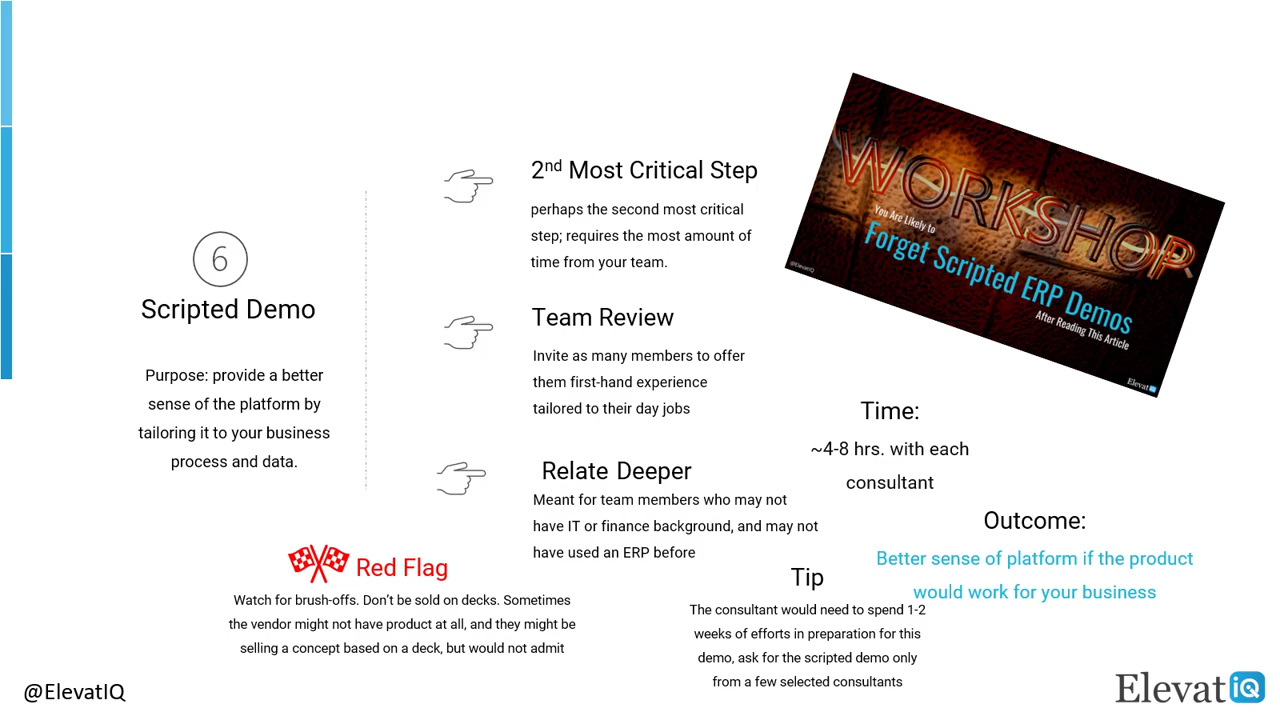 6
Scripted Demo
Purpose: provide a better
sense of the platform by
tailoring it to your business
process and data.
2nd Most Critical Step
perhaps the second most critical
step; requires the most amount of
time from your team.
Team Review
Invite as many members to offer
them first-hand experience
tailored to their day jobs
Relate Deeper
Meant for team members who may not
have IT or finance background, and may not
have used an ERP before
WORKSHOP
You Are Likely to
Forget Scripted ERP Demos
After Reading This Article
@ElevatIQ
ElevatiQ
Time:
~4-8 hrs. with each
consultant
Outcome:
Better sense of platform if the product
would work for your business
Red Flag
Watch for brush-offs. Don’t be sold on decks. Sometimes
the vendor might not have product at all, and they might be
selling a concept based on a deck, but would not admit
Tip
The consultant would need to spend 1-2
weeks of efforts in preparation for this
demo, ask for the scripted demo only
from a few selected consultants
@ElevatIQ
ElevatiQ